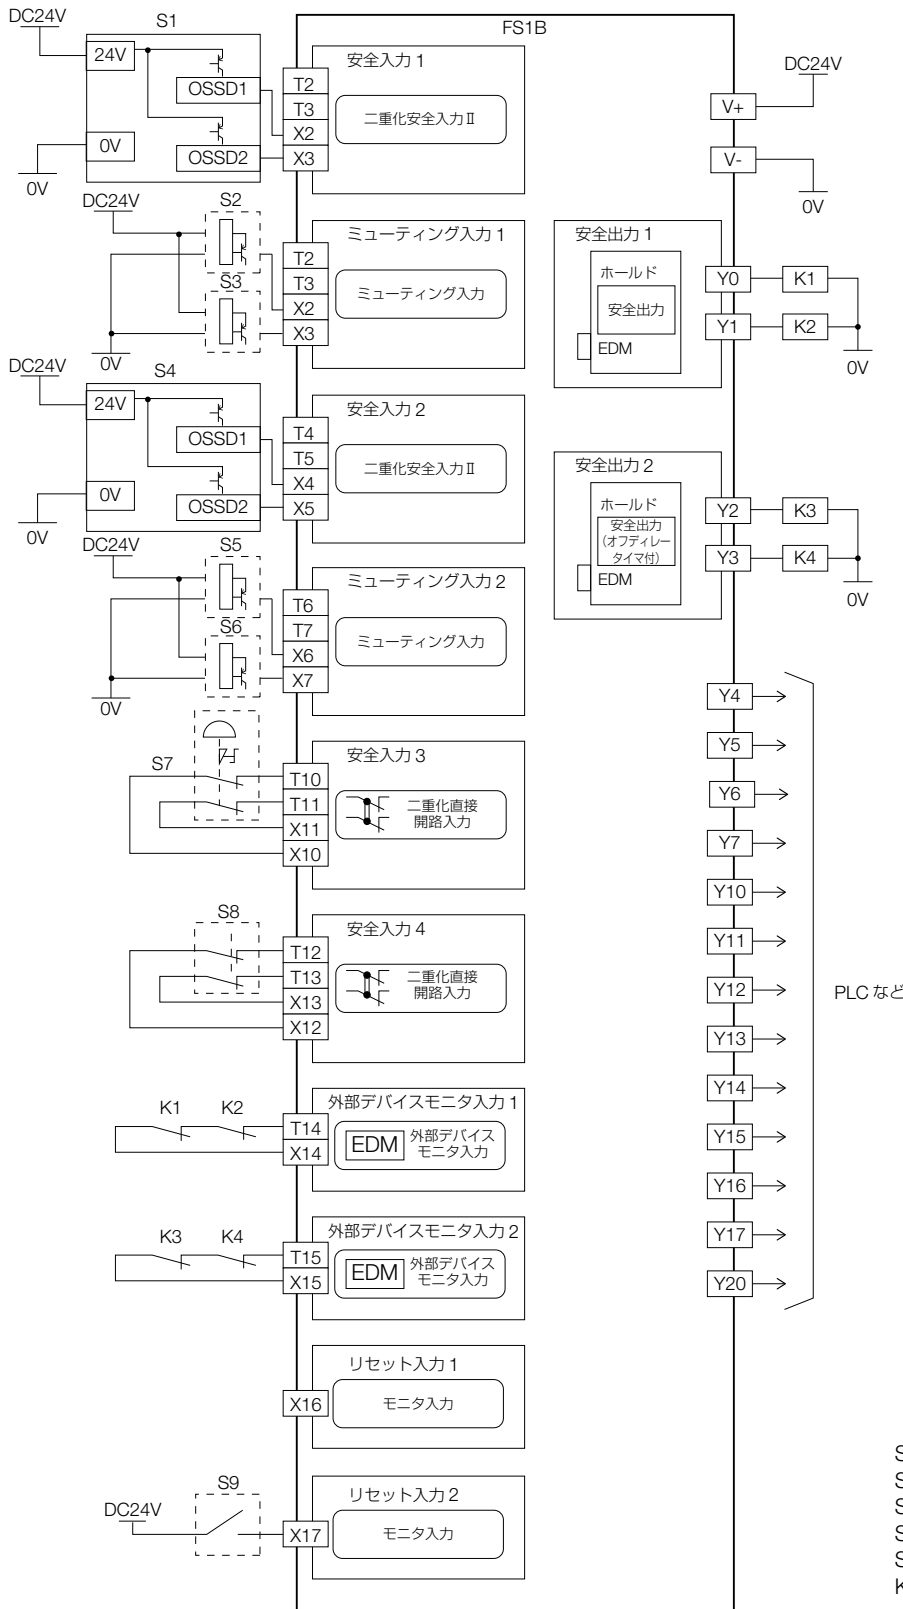 FS1B
DC24V
S1
24V
OSSD1
0V
OSSD2
0V
安全入力 1
T2
T3
X2
X3
二重化安全入力Ⅱ
DC24V
S2
S3
0V
ミューティング入力 1
T2
T3
X2
X3
ミューティング入力
DC24V
S4
24V
OSSD1
0V
OSSD2
0V
安全入力 2
T4
T5
X4
X5
二重化安全入力Ⅱ
DC24V
S5
S6
0V
ミューティング入力 2
T6
T7
X6
X7
ミューティング入力
S7
安全入力 3
T10
T11
X11
X10
二重化直接
開路入力
S8
安全入力 4
T12
T13
X13
X12
二重化直接
開路入力
K1
K2
外部デバイスモニタ入力 1
T14
X14
EDM
外部デバイス
モニタ入力
K3
K4
外部デバイスモニタ入力 2
T15
X15
EDM
外部デバイス
モニタ入力
リセット入力 1
X16
モニタ入力
S9
DC24V
リセット入力 2
X17
モニタ入力
DC24V
V+
V-
0V
安全出力 1
ホールド
安全出力
EDM
Y0
K1
Y1
K2
0V
安全出力 2
ホールド
安全出力
(オフディレー
タイマ付)
EDM
Y2
K3
Y3
K4
0V
Y4
Y5
Y6
Y7
Y10
Y11
Y12
Y13
Y14
Y15
Y16
Y17
Y20
PLC など
S
S
S
S
S
K